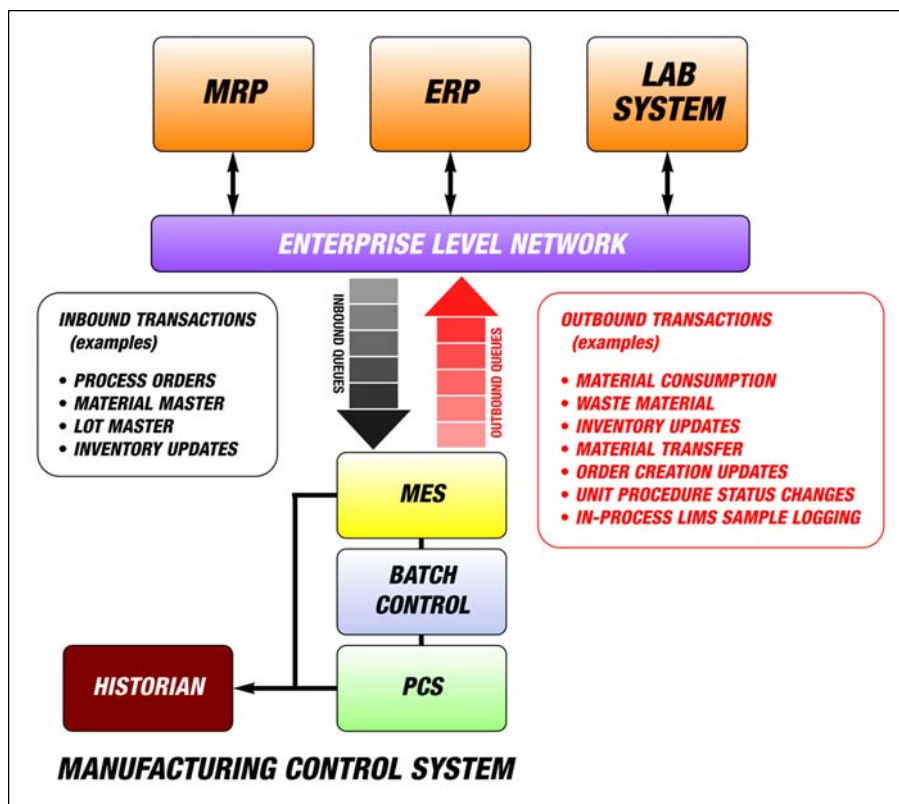 MRP
ERP
LAB
SYSTEM
ENTERPRISE LEVEL NETWORK
INBOUND TRANSACTIONS
(examples)
• PROCESS ORDERS
• MATERIAL MASTER
• LOT MASTER
• INVENTORY UPDATES
INBOUND QUEUES
OUTBOUND QUEUES
OUTBOUND TRANSACTIONS
(examples)
• MATERIAL CONSUMPTION
• WASTE MATERIAL
• INVENTORY UPDATES
• MATERIAL TRANSFER
• ORDER CREATION UPDATES
• UNIT PROCEDURE STATUS CHANGES
• IN-PROCESS LIMS SAMPLE LOGGING
MES
BATCH
CONTROL
HISTORIAN
PCS
MANUFACTURING CONTROL SYSTEM